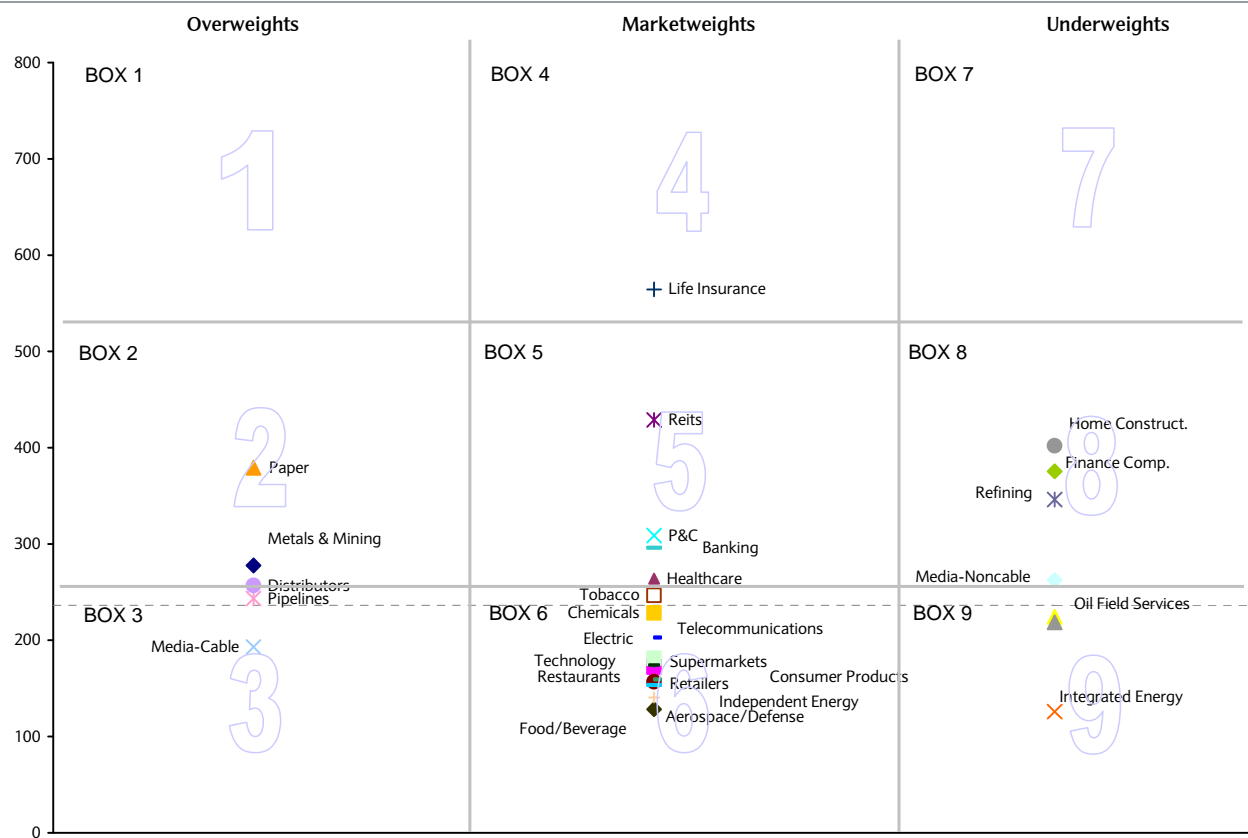 Overweights
Marketweights
Underweights
800
BOX 1
BOX 4
BOX 7
700
1
4
7
600
Life Insurance
500
BOX 2
BOX 5
BOX 8
400
2
5
8
Reits
Home Construct.
Paper
Finance Comp.
Refining
300
Metals & Mining
P&C
Banking
Distributors
Healthcare
Media-Noncable
Pipelines
Tobacco
Oil Field Services
BOX 3
BOX 6
BOX 9
Chemicals
200
Media-Cable
Electric
Telecommunications
Technology
Supermarkets
Restaurants
Consumer Products
Retailers
3
6
9
Independent Energy
Integrated Energy
Aerospace/Defense
Food/Beverage
100
0